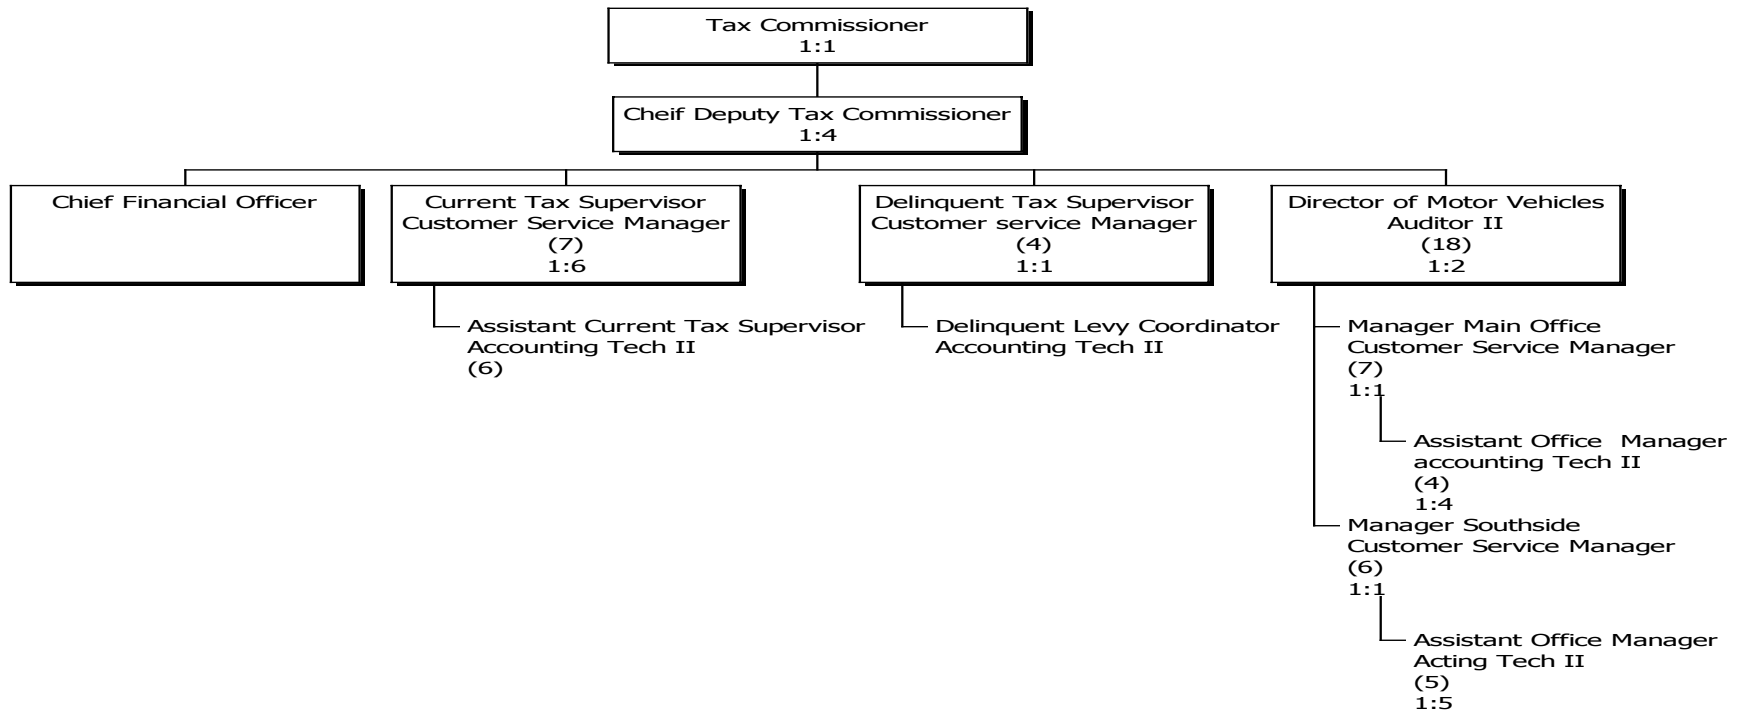 Tax Commissioner
1:1
Cheif Deputy Tax Commissioner
1:4
Chief Financial Officer
Current Tax Supervisor
Customer Service Manager
(7)
1:6
Assistant Current Tax Supervisor
Accounting Tech II
(6)
Delinquent Tax Supervisor
Customer service Manager
(4)
1:1
Delinquent Levy Coordinator
Accounting Tech II
Director of Motor Vehicles
Auditor II
(18)
1:2
Manager Main Office
Customer Service Manager
(7)
1:1
Assistant Office  Manager
accounting Tech II
(4)
1:4
Manager Southside
Customer Service Manager
(6)
1:1
Assistant Office Manager
Acting Tech II
(5)
1:5